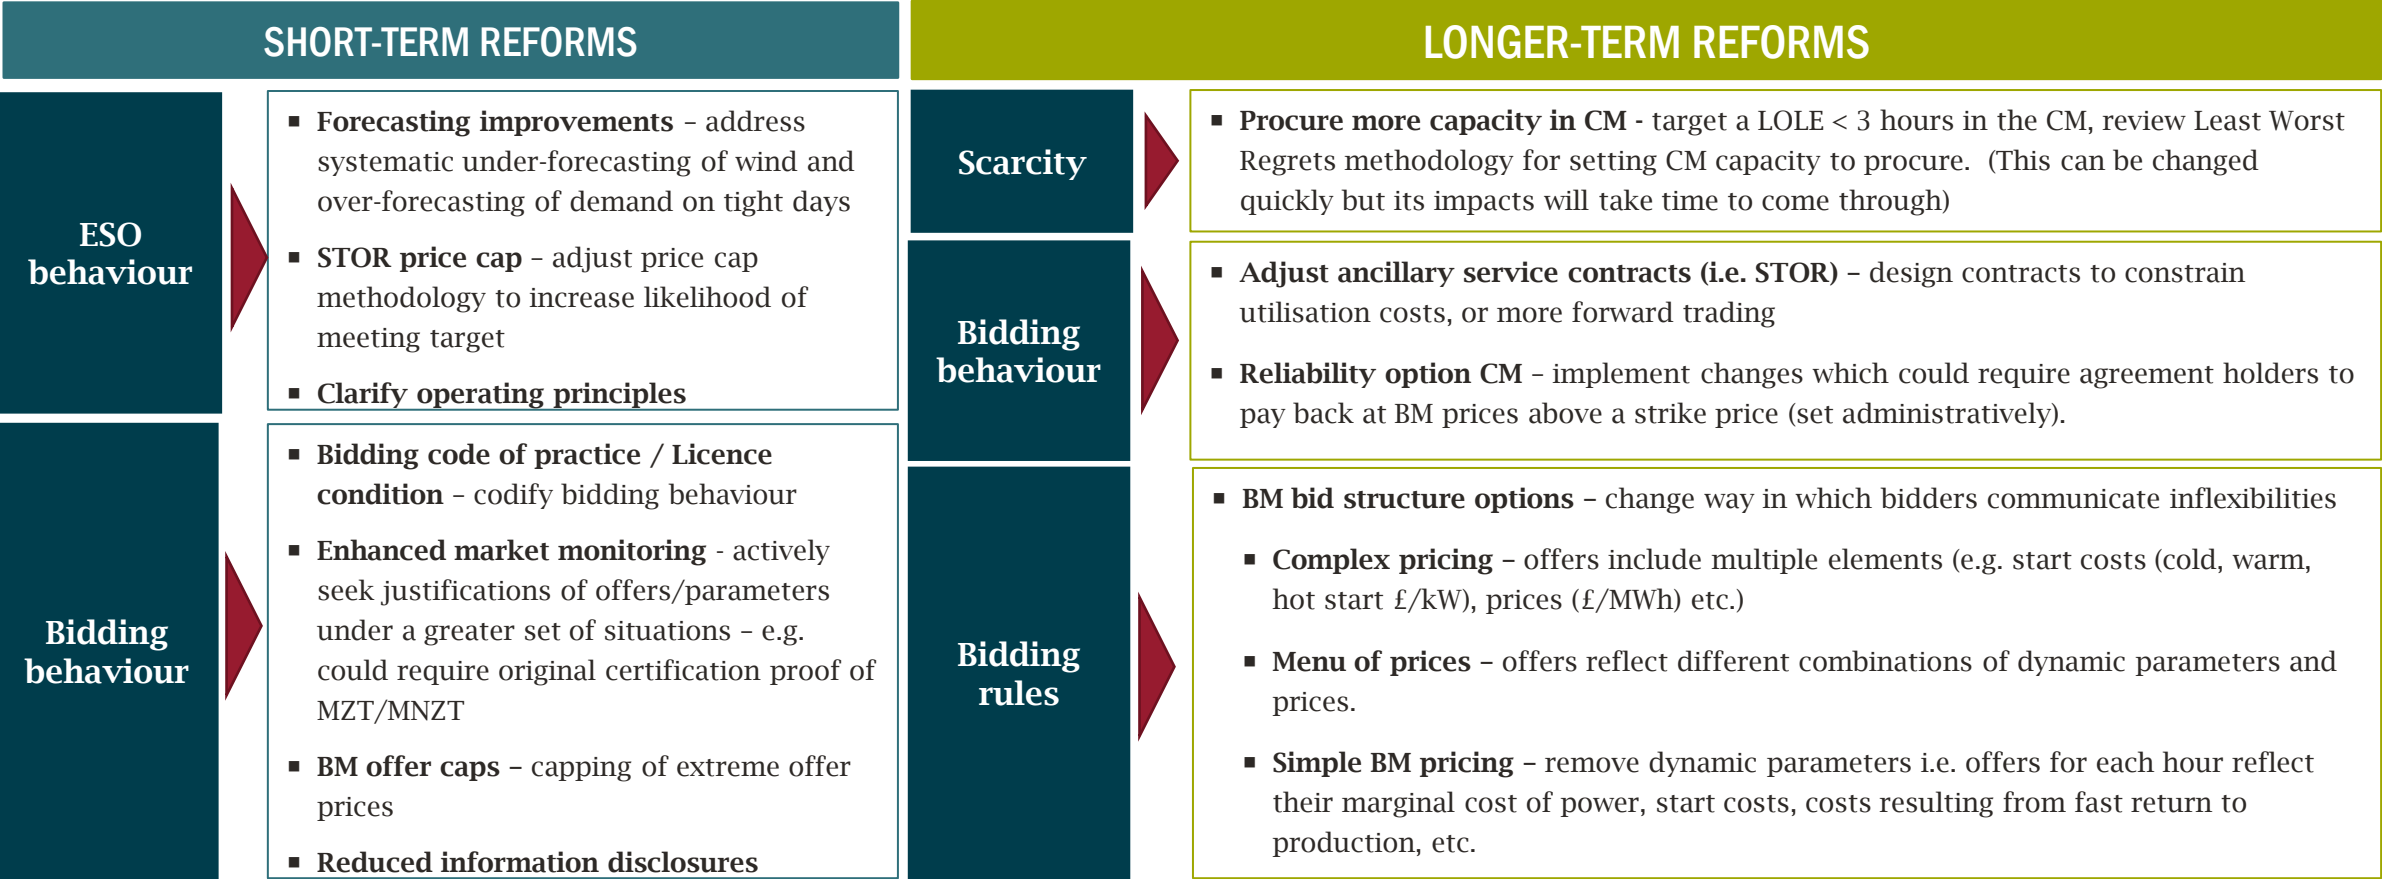 SHORT-TERM REFORMS
ESO
behaviour
▪ Forecasting improvements – address
systematic under-forecasting of wind and
over-forecasting of demand on tight days
▪ STOR price cap – adjust price cap
methodology to increase likelihood of
meeting target
▪ Clarify operating principles
Bidding
behaviour
▪ Bidding code of practice / Licence
condition – codify bidding behaviour
▪ Enhanced market monitoring - actively
seek justifications of offers/parameters
under a greater set of situations – e.g.
could require original certification proof of
MZT/MNZT
▪ BM offer caps – capping of extreme offer
prices
▪ Reduced information disclosures
LONGER-TERM REFORMS
Scarcity
▪ Procure more capacity in CM - target a LOLE < 3 hours in the CM, review Least Worst
Regrets methodology for setting CM capacity to procure. (This can be changed
quickly but its impacts will take time to come through)
Bidding
behaviour
▪ Adjust ancillary service contracts (i.e. STOR) – design contracts to constrain
utilisation costs, or more forward trading
▪ Reliability option CM – implement changes which could require agreement holders to
pay back at BM prices above a strike price (set administratively).
Bidding
rules
▪ BM bid structure options – change way in which bidders communicate inflexibilities
▪ Complex pricing – offers include multiple elements (e.g. start costs (cold, warm,
hot start £/kW), prices (£/MWh) etc.)
▪ Menu of prices – offers reflect different combinations of dynamic parameters and
prices.
▪ Simple BM pricing – remove dynamic parameters i.e. offers for each hour reflect
their marginal cost of power, start costs, costs resulting from fast return to
production, etc.